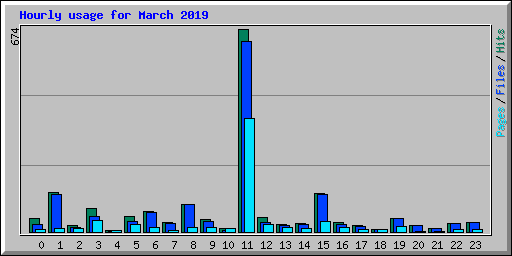 Hourly usage for March 2019
674
Pages/Files/Hits
0 1 2 3 4 5 6 7 8 9 10 11 12 13 14 15 16 17 18 19 20 21 22 23